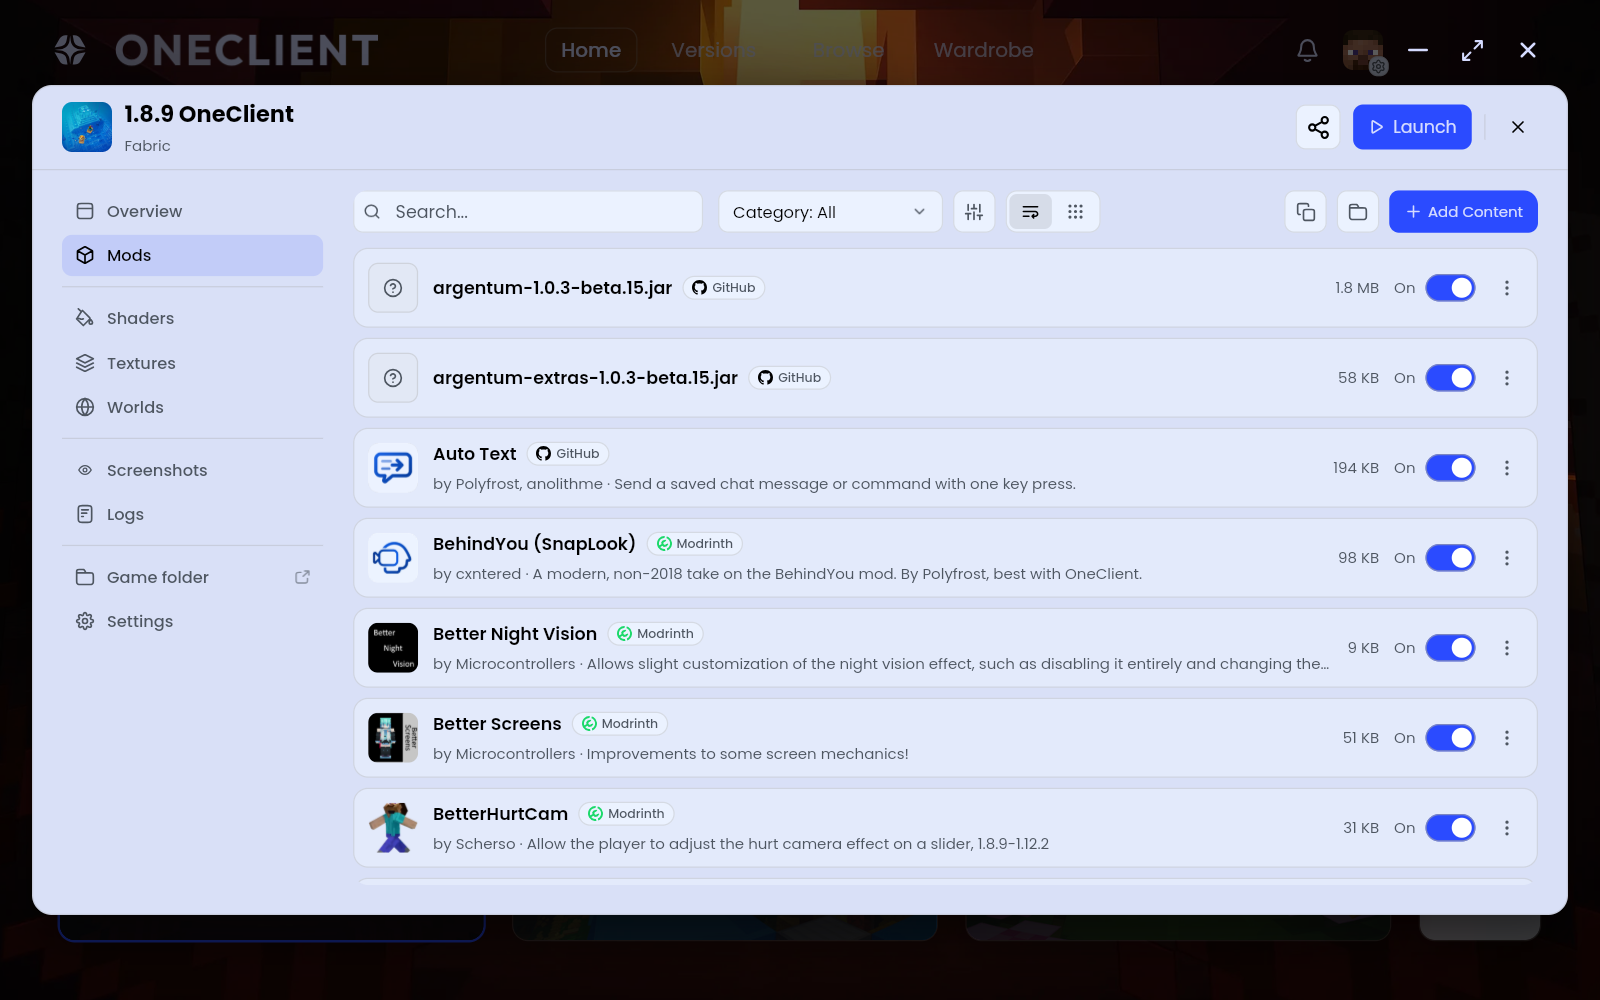 ONECLIENT
Home
Versions
Browse
Wardrobe
1.8.9 OneClient
Fabric
Launch
Overview
Mods
Shaders
Textures
Worlds
Screenshots
Logs
Game folder
Settings
Search...
Category: All
Add Content
argentum-1.0.3-beta.15.jar GitHub
1.8 MB On
argentum-extras-1.0.3-beta.15.jar GitHub
58 KB On
Auto Text GitHub
by Polyfrost, anolithme · Send a saved chat message or command with one key press.
194 KB On
BehindYou (SnapLook) Modrinth
by cxntered · A modern, non-2018 take on the BehindYou mod. By Polyfrost, best with OneClient.
98 KB On
Better
Night
Vision
Better Night Vision Modrinth
by Microcontrollers · Allows slight customization of the night vision effect, such as disabling it entirely and changing the...
9 KB On
Better
Screens
Better Screens Modrinth
by Microcontrollers · Improvements to some screen mechanics!
51 KB On
BetterHurtCam Modrinth
by Scherso · Allow the player to adjust the hurt camera effect on a slider, 1.8.9-1.12.2
31 KB On